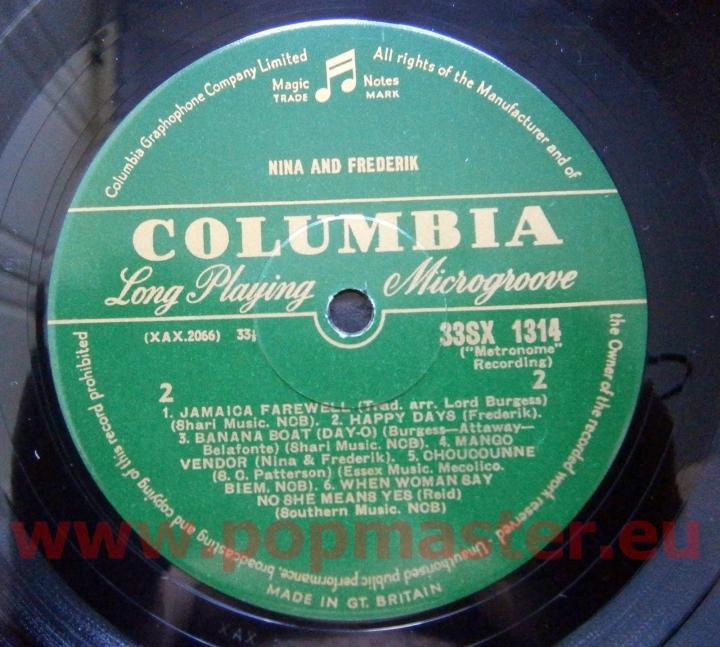 Columbia Graphophone Company Limited
Magic Notes
TRADE MARK
All rights of the Manufacturer and of
the Owner of the recorded work reserved · Unauthorised public performance, broadcasting and copying of this record prohibited
NINA AND FREDERIK
COLUMBIA
Long Playing Microgroove
(XAX.2066) 33⅓
33SX 1314
("Metronome"
Recording)
2 2
1. JAMAICA FAREWELL (Trad. arr. Lord Burgess)
(Shari Music. NCB). 2. HAPPY DAYS (Frederik).
3. BANANA BOAT (DAY-O) (Burgess—Attaway—
Belafonte) (Shari Music. NCB). 4. MANGO
VENDOR (Nina & Frederik). 5. CHOUCOUNNE
(S. O. Patterson) (Essex Music. Mecolico.
BIEM. NCB). 6. WHEN WOMAN SAY
NO SHE MEANS YES (Reid)
(Southern Music. NCB)
MADE IN GT. BRITAIN
www.popmaster.eu
XAX